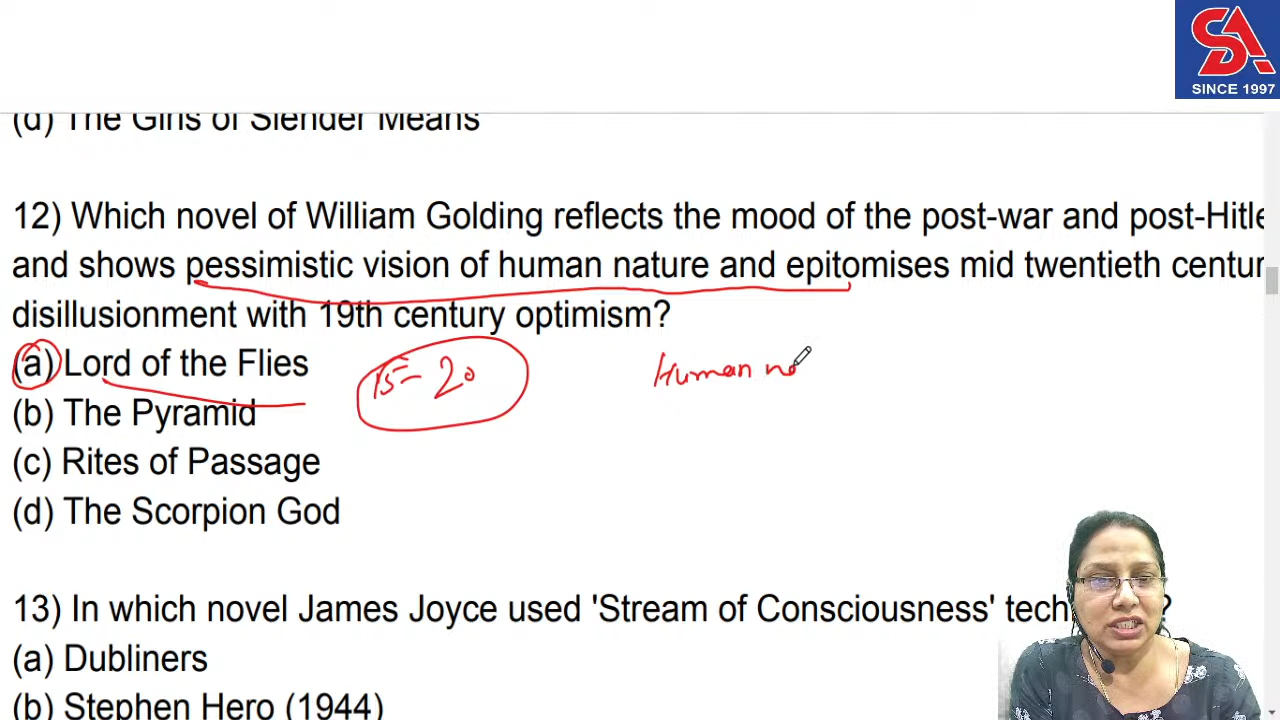 SA
SINCE 1997
(d) The Girls of Slender Means
12) Which novel of William Golding reflects the mood of the post-war and post-Hitle
and shows pessimistic vision of human nature and epitomises mid twentieth centur
disillusionment with 19th century optimism?
(a) Lord of the Flies
15 - 20
Human na
(b) The Pyramid
(c) Rites of Passage
(d) The Scorpion God
13) In which novel James Joyce used 'Stream of Consciousness' tech ?
(a) Dubliners
(b) Stephen Hero (1944)